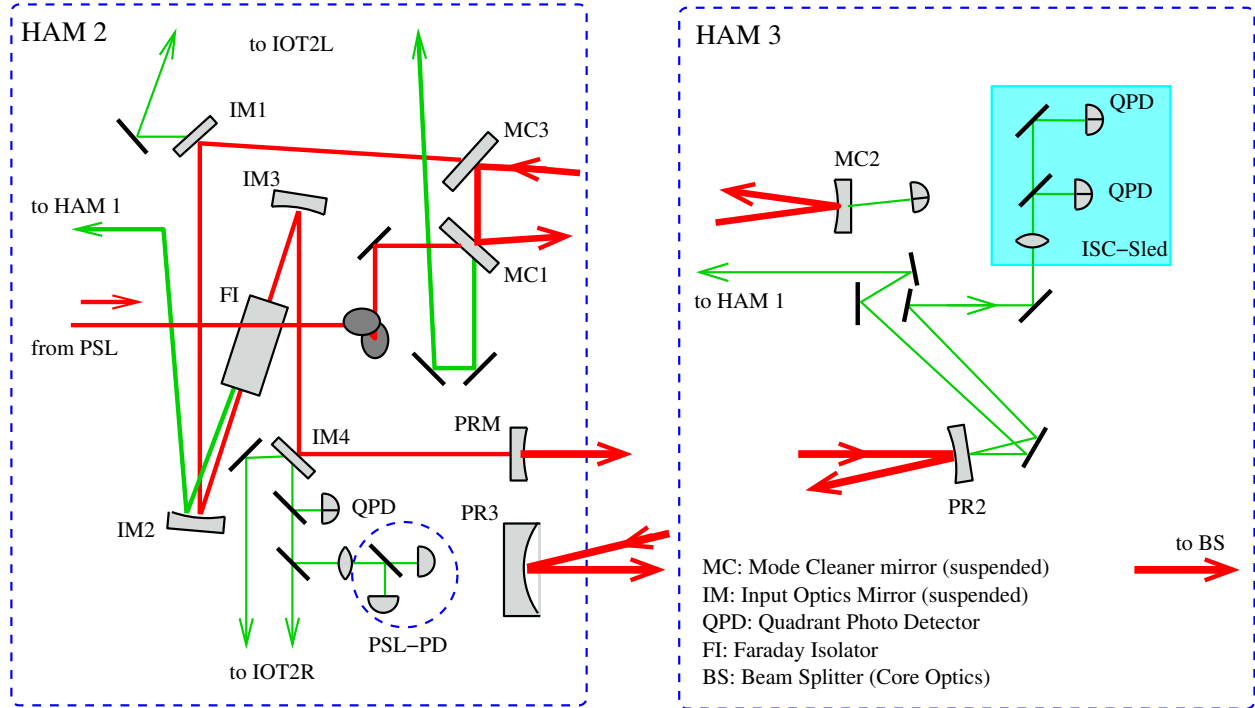 HAM 2
to IOT2L
IM1
MC3
IM3
to HAM 1
MC1
FI
from PSL
IM4
PRM
QPD
PR3
IM2
PSL−PD
to IOT2R
HAM 3
QPD
MC2
QPD
ISC−Sled
to HAM 1
PR2
to BS
MC: Mode Cleaner mirror (suspended)
IM: Input Optics Mirror (suspended)
QPD: Quadrant Photo Detector
FI: Faraday Isolator
BS: Beam Splitter (Core Optics)